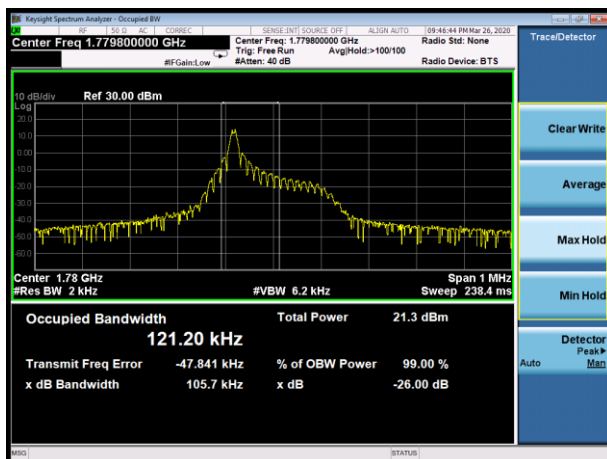 Keysight Spectrum Analyzer - Occupied BW
RF 50 Ω AC CORREC SENSE:INT SOURCE OFF ALIGN AUTO 09:46:44 PM Mar 26, 2020
Center Freq 1.779800000 GHz Center Freq: 1.779800000 GHz Radio Std: None Trace/Detector
Trig: Free Run Avg|Hold:>100/100
#IFGain:Low #Atten: 40 dB Radio Device: BTS
10 dB/div Ref 30.00 dBm
Log
20.0
10.0
0.00
-10.0
-20.0
-30.0
-40.0
-50.0
-60.0
Clear Write
Average
Max Hold
Min Hold
Center 1.78 GHz Span 1 MHz
#Res BW 2 kHz #VBW 6.2 kHz Sweep 238.4 ms
Occupied Bandwidth Total Power 21.3 dBm
121.20 kHz
Transmit Freq Error -47.841 kHz % of OBW Power 99.00 %
x dB Bandwidth 105.7 kHz x dB -26.00 dB
Detector
Peak▶
Auto Man
MSG STATUS